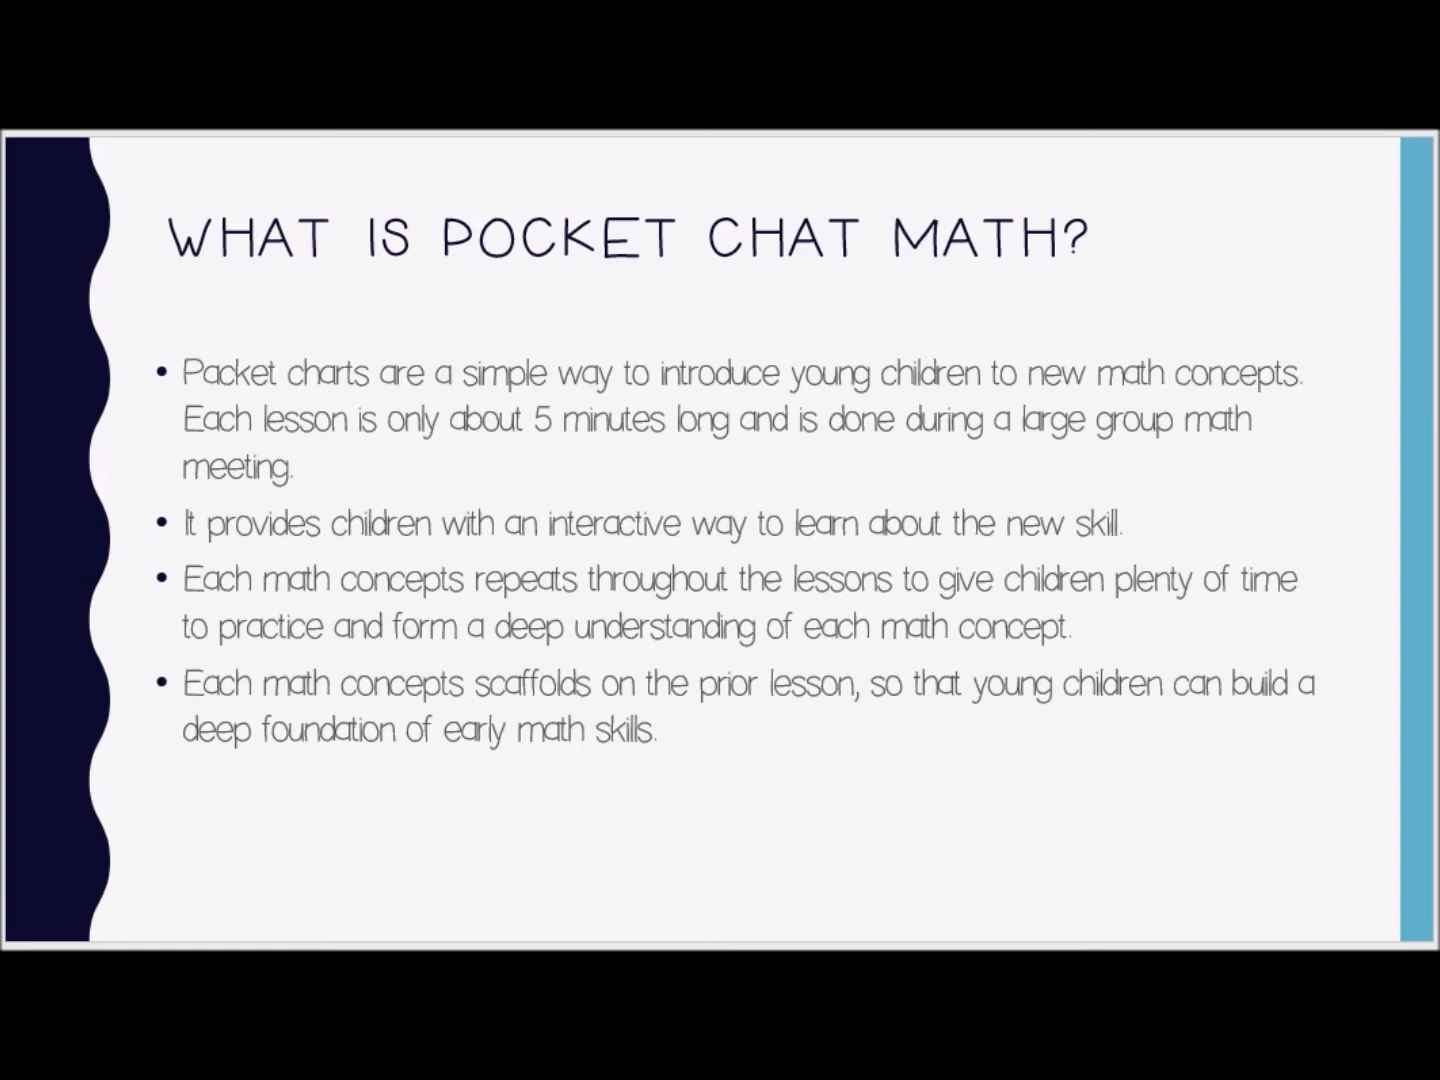 WHAT IS POCKET CHAT MATH?
• Packet charts are a simple way to introduce young children to new math concepts.
Each lesson is only about 5 minutes long and is done during a large group math
meeting.
• It provides children with an interactive way to learn about the new skill.
• Each math concepts repeats throughout the lessons to give children plenty of time
to practice and form a deep understanding of each math concept.
• Each math concepts scaffolds on the prior lesson, so that young children can build a
deep foundation of early math skills.